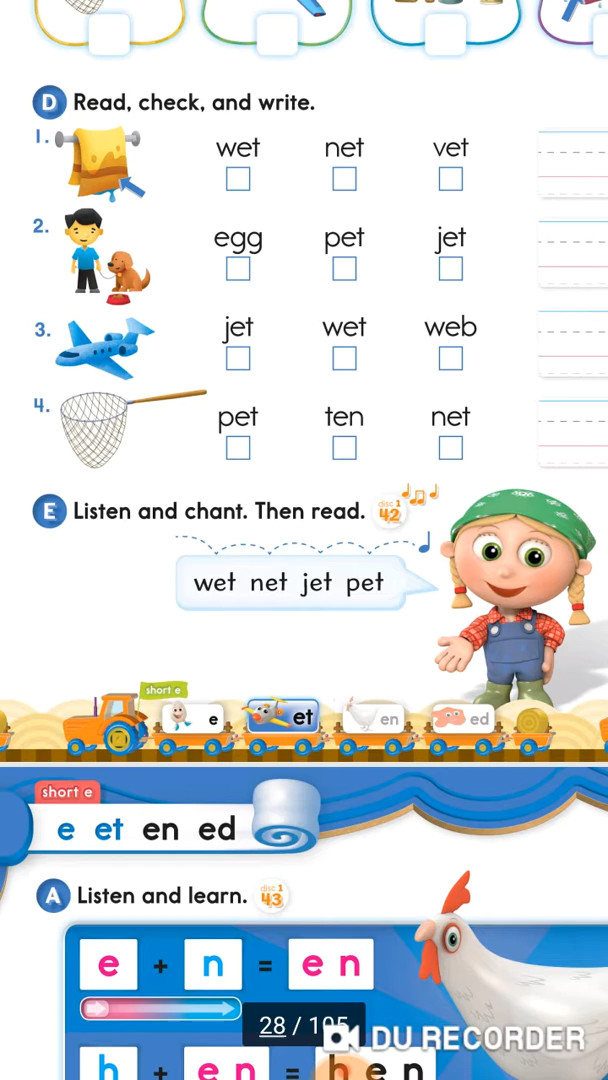 D Read, check, and write.
1. wet net vet
2. egg pet jet
3. jet wet web
4. pet ten net
E Listen and chant. Then read. disc 1 42
wet net jet pet
short e
e et en ed
short e
e et en ed
A Listen and learn. disc 1 43
e + n = e n
28 / 105
DU RECORDER
h + e n = h e n